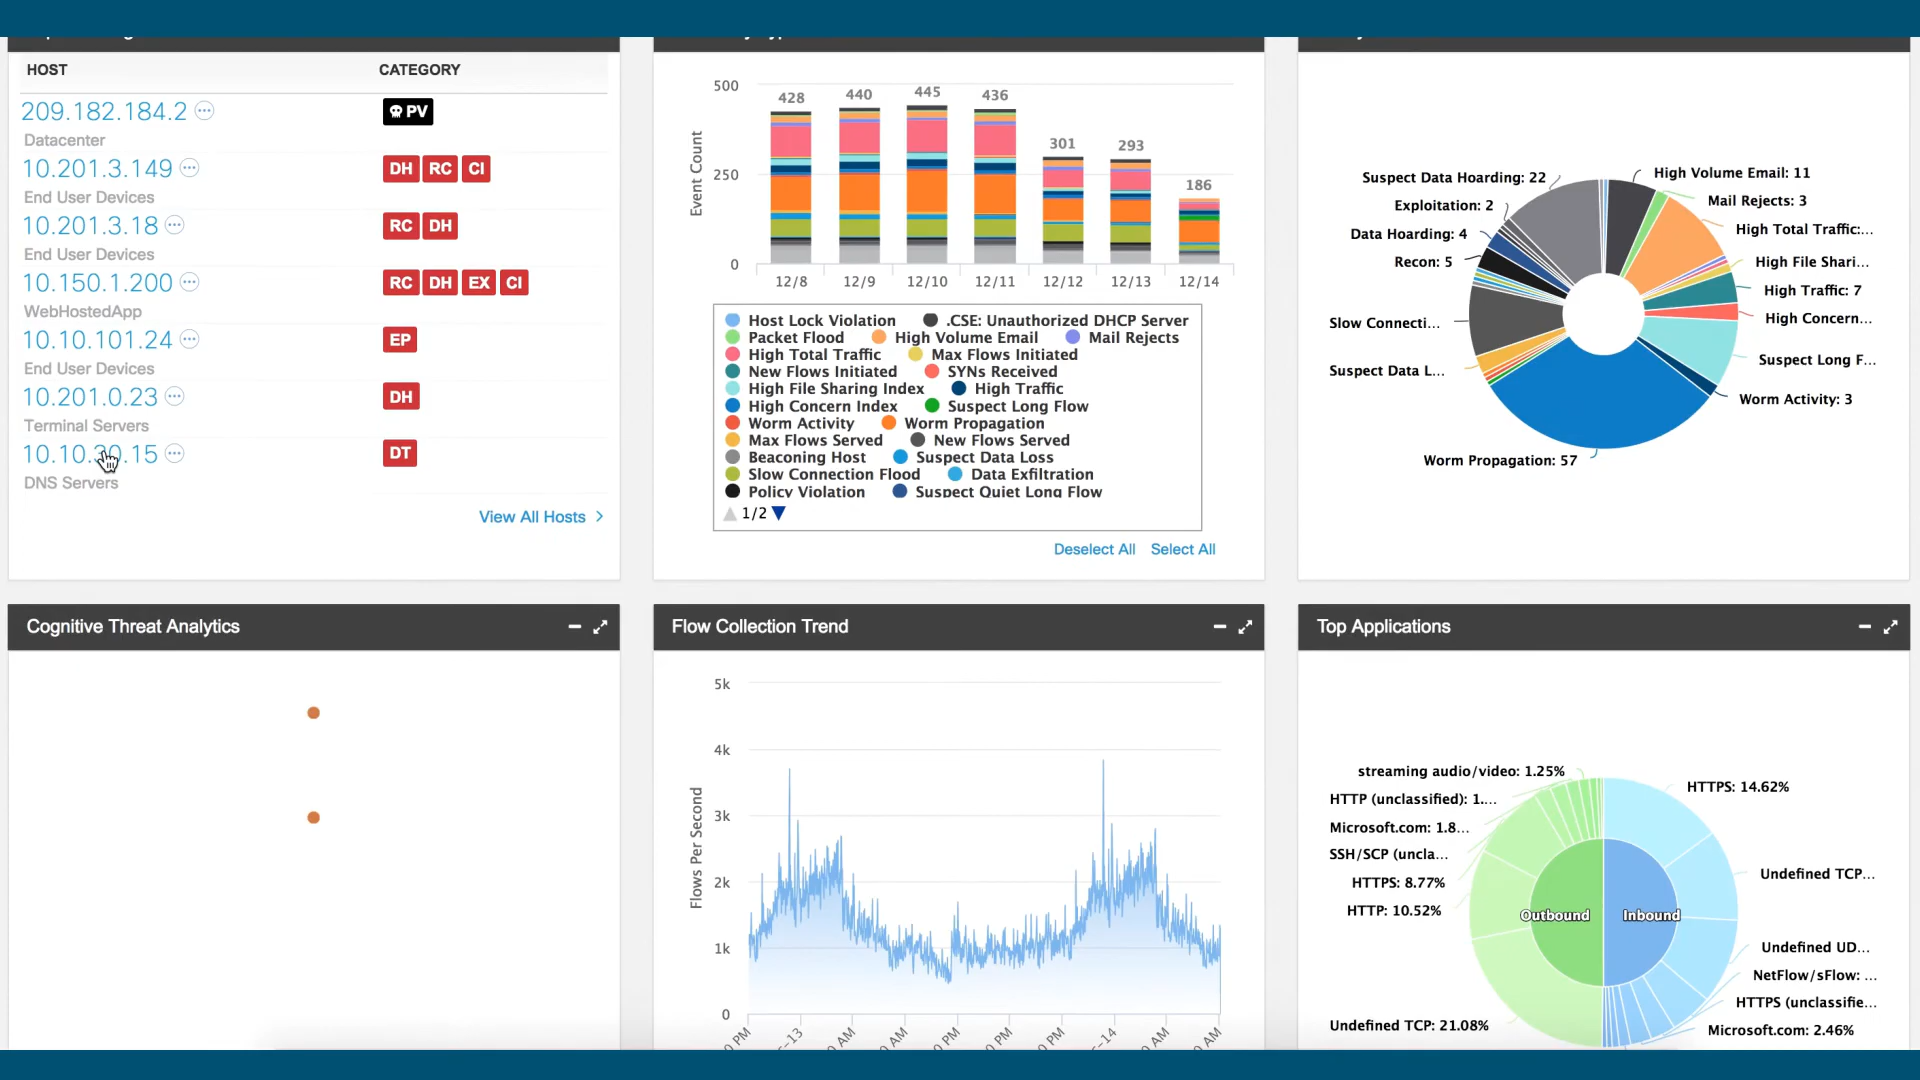 HOST CATEGORY
209.182.184.2 PV
Datacenter
10.201.3.149 DH RC CI
End User Devices
10.201.3.18 RC DH
End User Devices
10.150.1.200 RC DH EX CI
WebHostedApp
10.10.101.24 EP
End User Devices
10.201.0.23 DH
Terminal Servers
10.10.30.15 DT
DNS Servers
View All Hosts >
Event Count
500
250
0
428
440
445
436
301
293
186
12/8
12/9
12/10
12/11
12/12
12/13
12/14
Host Lock Violation .CSE: Unauthorized DHCP Server
Packet Flood High Volume Email Mail Rejects
High Total Traffic Max Flows Initiated
New Flows Initiated SYNs Received
High File Sharing Index High Traffic
High Concern Index Suspect Long Flow
Worm Activity Worm Propagation
Max Flows Served New Flows Served
Beaconing Host Suspect Data Loss
Slow Connection Flood Data Exfiltration
Policy Violation Suspect Quiet Long Flow
1/2
Deselect All Select All
Suspect Data Hoarding: 22
Exploitation: 2
Data Hoarding: 4
Recon: 5
Slow Connecti...
Suspect Data L...
Worm Propagation: 57
High Volume Email: 11
Mail Rejects: 3
High Total Traffic:...
High File Shari...
High Traffic: 7
High Concern...
Suspect Long F...
Worm Activity: 3
Cognitive Threat Analytics
Flow Collection Trend
Flows Per Second
5k
4k
3k
2k
1k
0
Top Applications
streaming audio/video: 1.25%
HTTP (unclassified): 1....
Microsoft.com: 1.8...
SSH/SCP (uncla...
HTTPS: 8.77%
HTTP: 10.52%
Undefined TCP: 21.08%
Outbound Inbound
HTTPS: 14.62%
Undefined TCP...
Undefined UD...
NetFlow/sFlow: ...
HTTPS (unclassifie...
Microsoft.com: 2.46%